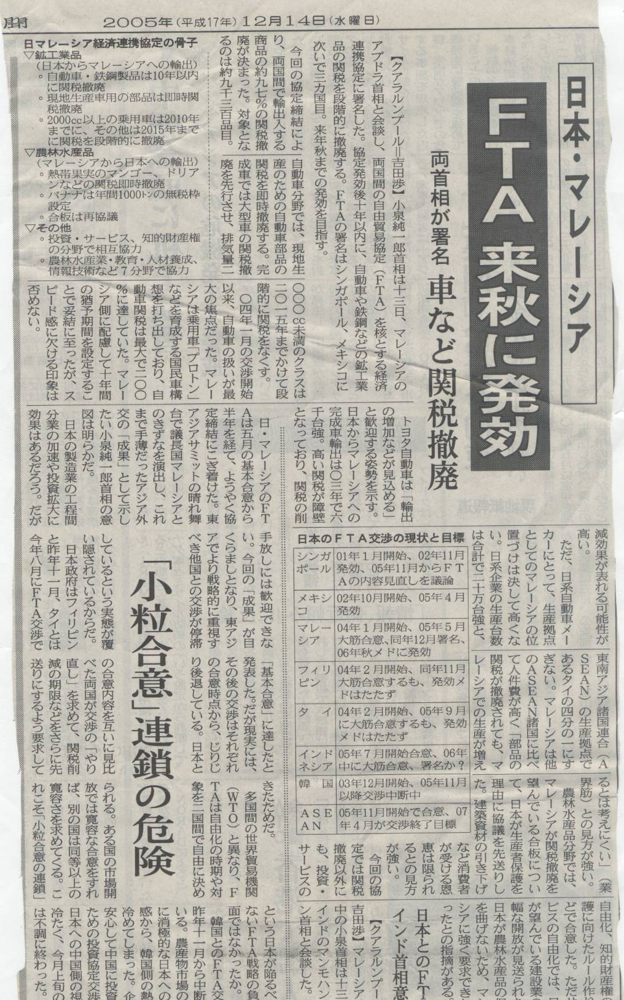 聞
2005年(平成17年)12月14日(水曜日)
日本・マレーシア
FTA来秋に発効
両首相が署名
車など関税撤廃
【クアラルンプール=吉田渉】小泉純一郎首相は十三日、マレーシアの
アブドラ首相と会談し、両国間の自由貿易協定(FTA)を核とする経済
連携協定に署名した。協定発効後十年以内に、自動車や鉄鋼などの鉱工業
品の関税を段階的に撤廃する。FTAの署名はシンガポール、メキシコに
次いで三カ国目。来年秋までの発効を目指す。
今回の協定締結によ
り、両国間で輸出入する
商品の約九七%の関税撤
廃が決まった。対象とな
るのは約九千三百品目。
自動車分野では、現地生
産のための自動車部品の
関税を即時撤廃する。完
成車では大型車の関税撤
廃を先行させ、排気量二
〇〇〇cc未満のクラスは
二〇一五年までかけて段
階的に関税をなくす。
〇四年一月の交渉開始
以来、自動車の扱いが最
大の焦点だった。マレー
シアは乗用車「プロトン」
などを育成する国民車構
想を打ち出しており、自
動車関税は最大で二〇〇
%に達していた。マレー
シア側に配慮して十年間
の猶予期間を設定するこ
とで妥結に至ったが、ス
ピード感に欠ける印象は
否めない。
トヨタ自動車は「輸出
の増加などが見込める」
と歓迎する姿勢を示す。
日本からマレーシアへの
完成車輸出は〇三年で六
千台強。高い関税が障壁
となっており、関税の削
減効果が表れる可能性が
高い。
ただ、日系自動車メー
カーにとって、生産拠点
としてのマレーシアの位
置づけは決して高くな
い。日系企業の生産台数
は合計で二十万台強と、
東南アジア諸国連合(A
SEAN)の生産拠点で
あるタイの四分の一にす
ぎない。マレーシアは他
のASEAN諸国に比べ
て人件費が高く「部品の
関税が撤廃されても、マ
レーシアでの生産が増え
るとは考えにくい」(業
界筋)との見方が強い。
農林水産品分野では、
マレーシアが関税撤廃を
望んでいる合板につい
て、日本が生産者保護を
理由に協議を先送りし
た。建築資材の引き下げ
など消費者
が受ける恩
恵は限られ
るとの見方
が強い。
今回の協
定では関税
撤廃以外に
も、投資・
サービスの
自由化、知的財産権の
護に向けたルール作り
どで合意した。ただサ
ビスの自由化では、日
が望んでいる建設業の
幅な開放が見送られ
日本が農林水産品の保
を曲げないため、マレ
シアに強く要求できな
ったとの指摘がある。
日マレーシア経済連携協定の骨子
▽鉱工業品
(日本からマレーシアへの輸出)
。自動車・鉄鋼製品は10年以内
に関税撤廃
。現地生産車用の部品は即時関
税撤廃
。2000cc以上の乗用車は2010年
までに、その他は2015年まで
に関税を段階的に撤廃
▽農林水産品
(マレーシアから日本への輸出)
。熱帯果実のマンゴー、ドリア
ンなどの関税即時撤廃
。バナナは年間1000㌧の無税枠
設定
。合板は再協議
▽その他
。投資・サービス、知的財産権
の分野で相互協力
。農林水産業・教育・人材養成、
情報技術など7分野で協力
日本のFTA交渉の現状と目標
シンガポール 01年1月開始、02年11月
発効、05年11月からFT
Aの内容見直しを議論
メキシコ 02年10月開始、05年4月
発効
マレーシア 04年1月開始、05年5月
大筋合意、同年12月署名、
06年秋メドに発効
フィリピン 04年2月開始、同年11月
大筋合意するも、発効メ
ドはたたず
タイ 04年2月開始、05年9月
に大筋合意するも、発効
メドはたたず
インドネシア 05年7月開始合意、06年
中に大筋合意、署名か?
韓国 03年12月開始、05年11月
以降交渉中断中
ASEAN 05年11月開始で合意、07
年4月が交渉終了目標
「小粒合意」連鎖の危険
日・マレーシアのFT
Aは五月の基本合意から
半年を経て、ようやく協
定締結にこぎ着けた。東
アジアサミットの晴れ舞
台で議長国マレーシアと
のきずなを演出し、これ
まで手薄だったアジア外
交の「成果」として示し
たい小泉純一郎首相の意
図は明らかだ。
日本の製造業の工程間
分業の加速や投資拡大に
効果はあるだろう。だが
手放しには歓迎できな
い。今回の「成果」が目
くらましとなり、東アジ
アでより戦略的に重視す
べき他国との交渉が停滞
しているという実態が覆
い隠されているからだ。
日本政府はフィリピン
と昨年十一月、タイとは
今年八月にFTA交渉で
「基本合意」に達したと
発表した。だが現実には、
その後の交渉はそれぞれ
の合意時点から、じりじ
り後退している。日本と
の合意内容を互いに見比
べた両国が交渉の「やり
直し」を求めて、関税削
減の期限などをさらに先
送りにするよう要求して
きたためだ。
多国間の世界貿易機関
(WTO)と異なり、F
TAは自由化の時期や対
象を二国間で自由に決め
られる。ある国の市場開
放では寛容な合意をすれ
ば、別の国は同等以上の
寛容さを求めてくる。こ
れこそ「小粒合意の連鎖」
という日本が陥るべ
ないFTA戦略の負
面ではなかったか。
韓国とのFTA交
昨年十一月から中断
いる。農産物市場の
に消極的な日本への
感から、韓国側の熱
冷めてしまった。企
安心して中国に投資
ための投資協定交渉
日本への中国側の視
冷たく、今月上旬の
は不調に終わった。
日本とのFT
インド首相意
【クアラルンプー
吉田渉】マレーシア
中の小泉首相は十三
インドのマンモハン
ン首相と会談した。